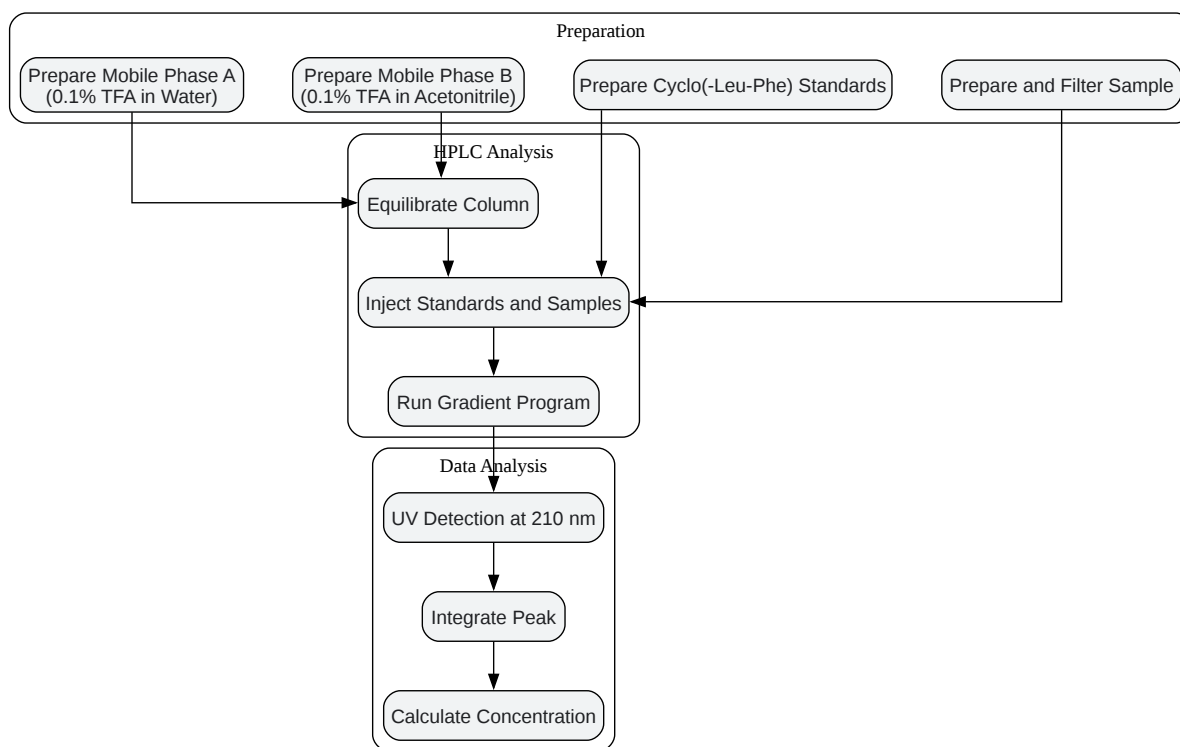 Preparation
Prepare Mobile Phase A
(0.1% TFA in Water)
Prepare Mobile Phase B
(0.1% TFA in Acetonitrile)
Prepare Cyclo(-Leu-Phe) Standards
Prepare and Filter Sample
HPLC Analysis
Equilibrate Column
Inject Standards and Samples
Run Gradient Program
Data Analysis
UV Detection at 210 nm
Integrate Peak
Calculate Concentration